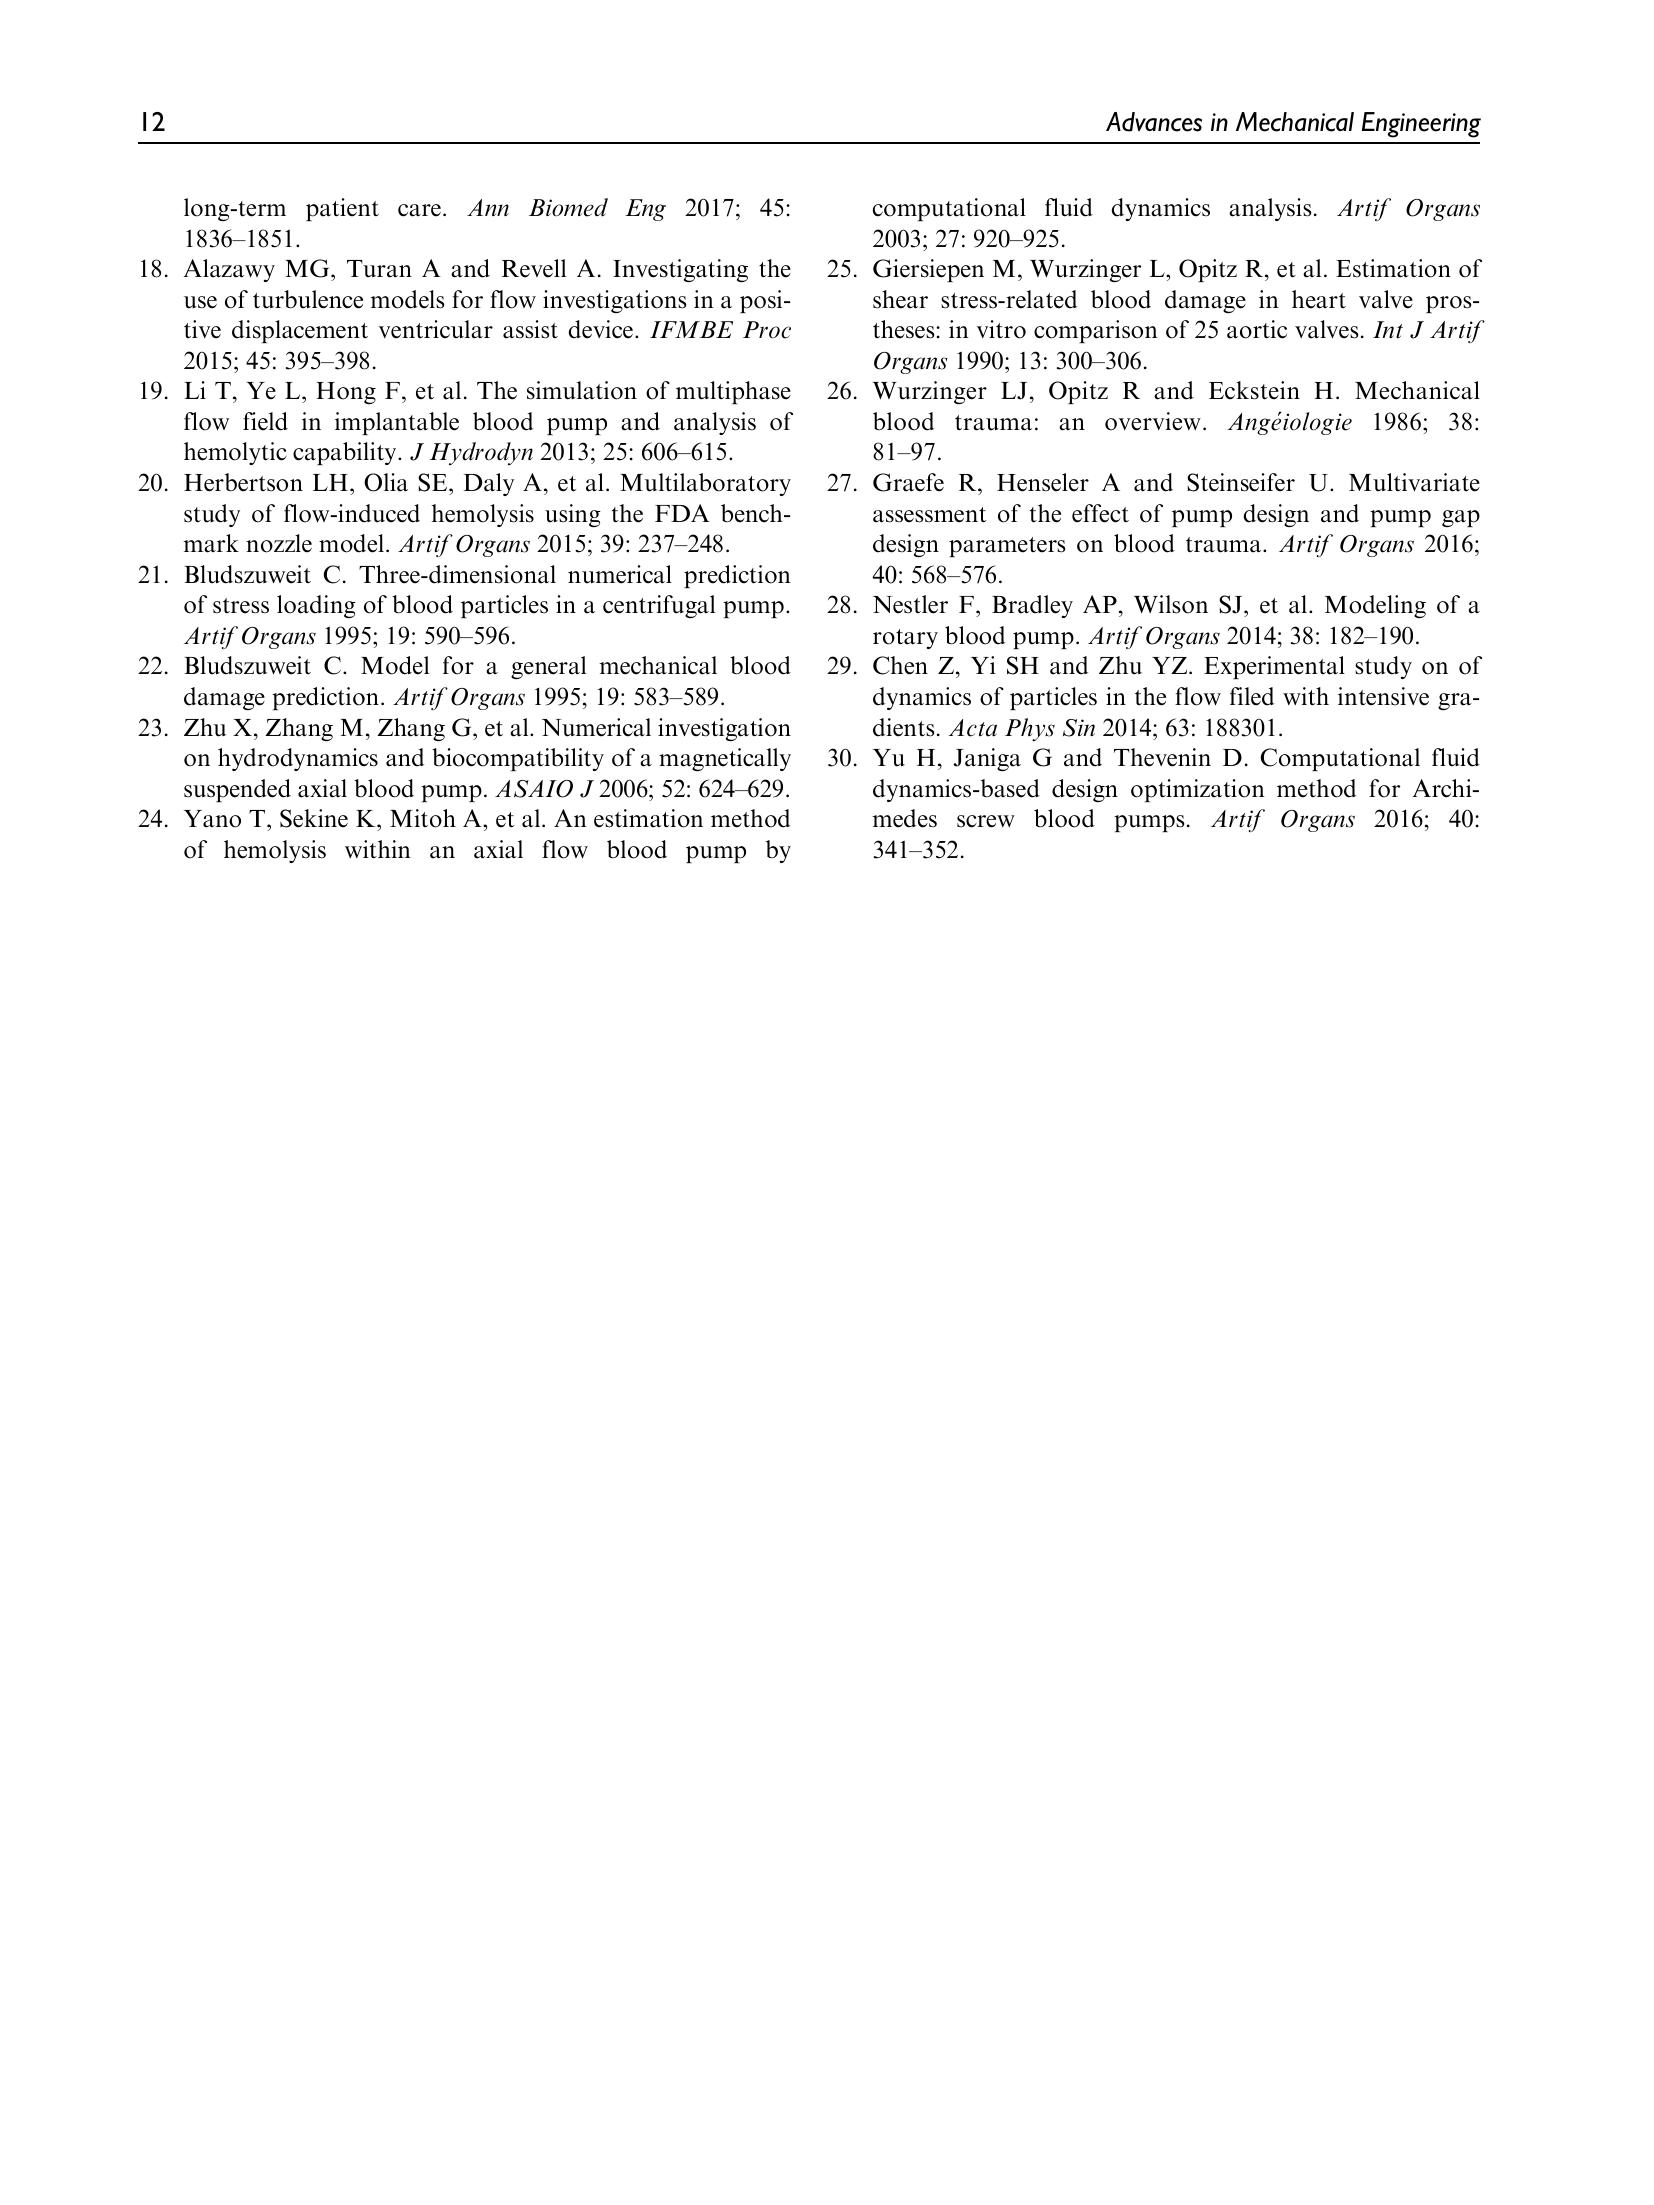 12
Advances in Mechanical Engineering
long-term patient care. Ann Biomed Eng 2017; 45:
1836–1851.
18. Alazawy MG, Turan A and Revell A. Investigating the
use of turbulence models for flow investigations in a posi-
tive displacement ventricular assist device. IFMBE Proc
2015; 45: 395–398.
19. Li T, Ye L, Hong F, et al. The simulation of multiphase
flow field in implantable blood pump and analysis of
hemolytic capability. J Hydrodyn 2013; 25: 606–615.
20. Herbertson LH, Olia SE, Daly A, et al. Multilaboratory
study of flow-induced hemolysis using the FDA bench-
mark nozzle model. Artif Organs 2015; 39: 237–248.
21. Bludszuweit C. Three-dimensional numerical prediction
of stress loading of blood particles in a centrifugal pump.
Artif Organs 1995; 19: 590–596.
22. Bludszuweit C. Model for a general mechanical blood
damage prediction. Artif Organs 1995; 19: 583–589.
23. Zhu X, Zhang M, Zhang G, et al. Numerical investigation
on hydrodynamics and biocompatibility of a magnetically
suspended axial blood pump. ASAIO J 2006; 52: 624–629.
24. Yano T, Sekine K, Mitoh A, et al. An estimation method
of hemolysis within an axial flow blood pump by
computational fluid dynamics analysis. Artif Organs
2003; 27: 920–925.
25. Giersiepen M, Wurzinger L, Opitz R, et al. Estimation of
shear stress-related blood damage in heart valve pros-
theses: in vitro comparison of 25 aortic valves. Int J Artif
Organs 1990; 13: 300–306.
26. Wurzinger LJ, Opitz R and Eckstein H. Mechanical
blood trauma: an overview. Angéiologie 1986; 38:
81–97.
27. Graefe R, Henseler A and Steinseifer U. Multivariate
assessment of the effect of pump design and pump gap
design parameters on blood trauma. Artif Organs 2016;
40: 568–576.
28. Nestler F, Bradley AP, Wilson SJ, et al. Modeling of a
rotary blood pump. Artif Organs 2014; 38: 182–190.
29. Chen Z, Yi SH and Zhu YZ. Experimental study on of
dynamics of particles in the flow filed with intensive gra-
dients. Acta Phys Sin 2014; 63: 188301.
30. Yu H, Janiga G and Thevenin D. Computational fluid
dynamics-based design optimization method for Archi-
medes screw blood pumps. Artif Organs 2016; 40:
341–352.